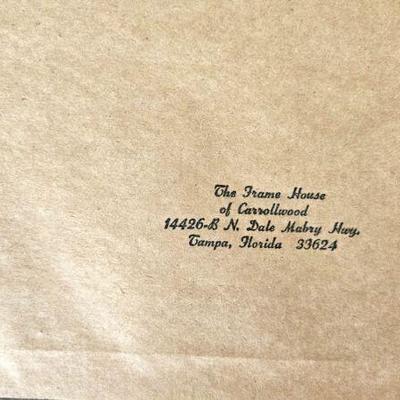 The Frame House
of Carrollwood
14426-B N. Dale Mabry Hwy.
Tampa, Florida 33624